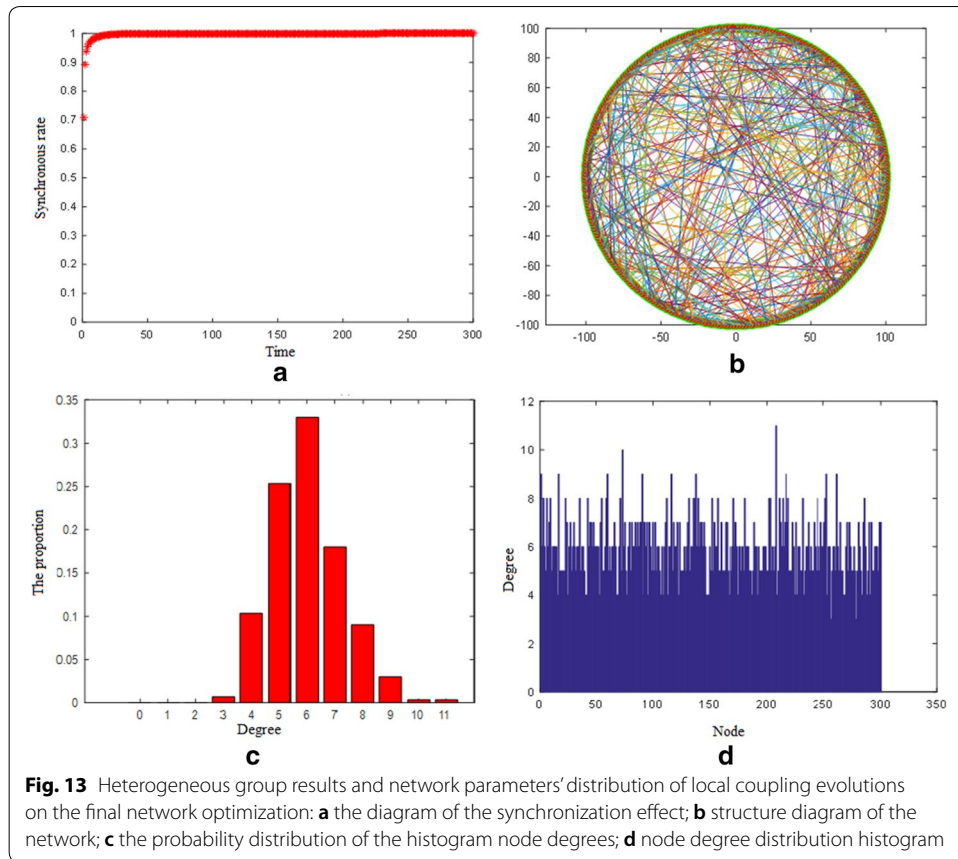 1
0.9
0.8
0.7
0.6
0.5
0.4
0.3
0.2
0.1
0
Synchronous rate
0 50 100 150 200 250 300
Time
a
100
80
60
40
20
0
-20
-40
-60
-80
-100
-100 -50 0 50 100
b
0.35
0.3
0.25
0.2
0.15
0.1
0.05
0
The proportion
0 1 2 3 4 5 6 7 8 9 10 11
Degree
c
12
10
8
6
4
2
0
Degree
0 50 100 150 200 250 300 350
Node
d
Fig. 13 Heterogeneous group results and network parameters’ distribution of local coupling evolutions
on the final network optimization: a the diagram of the synchronization effect; b structure diagram of the
network; c the probability distribution of the histogram node degrees; d node degree distribution histogram